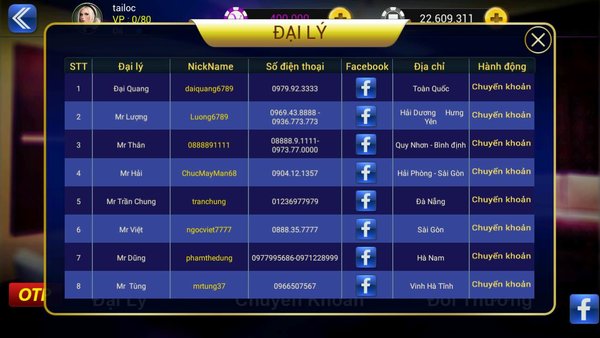 tailoc
VP : 0/80
400.000
22 609.311
ĐẠI LÝ
STT Đại lý NickName Số điện thoại Facebook Địa chỉ Hành động
1 Đại Quang daiquang6789 0979.92.3333 Toàn Quốc Chuyển khoản
2 Mr Lượng Luong6789 0969.43.8888 - 0936.773.773 Hải Dương Hưng Yên Chuyển khoản
3 Mr Thân 0888891111 08888.9.1111- 0973.77.0000 Quy Nhơn - Bình định Chuyển khoản
4 Mr Hải ChucMayMan68 0904.12.1357 Hải Phòng - Sài Gòn Chuyển khoản
5 Mr Trần Chung tranchung 01236977979 Đà Nẵng Chuyển khoản
6 Mr Việt ngocviet7777 0888.35.7777 Sài Gòn Chuyển khoản
7 Mr Dũng phamthedung 0977995686-0971228999 Hà Nam Chuyển khoản
8 Mr Tùng mrtung37 0966507567 Vinh Hà Tĩnh Chuyển khoản
OTP
Đại Lý Chuyển Khoản Đổi Thưởng